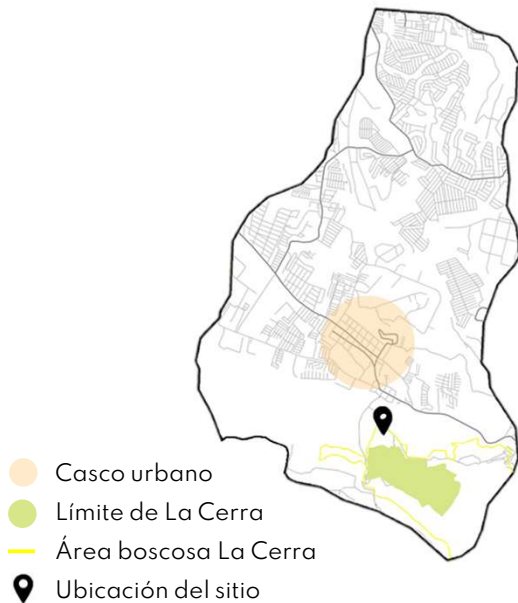 Casco urbano
Límite de La Cerra
Área boscosa La Cerra
Ubicación del sitio